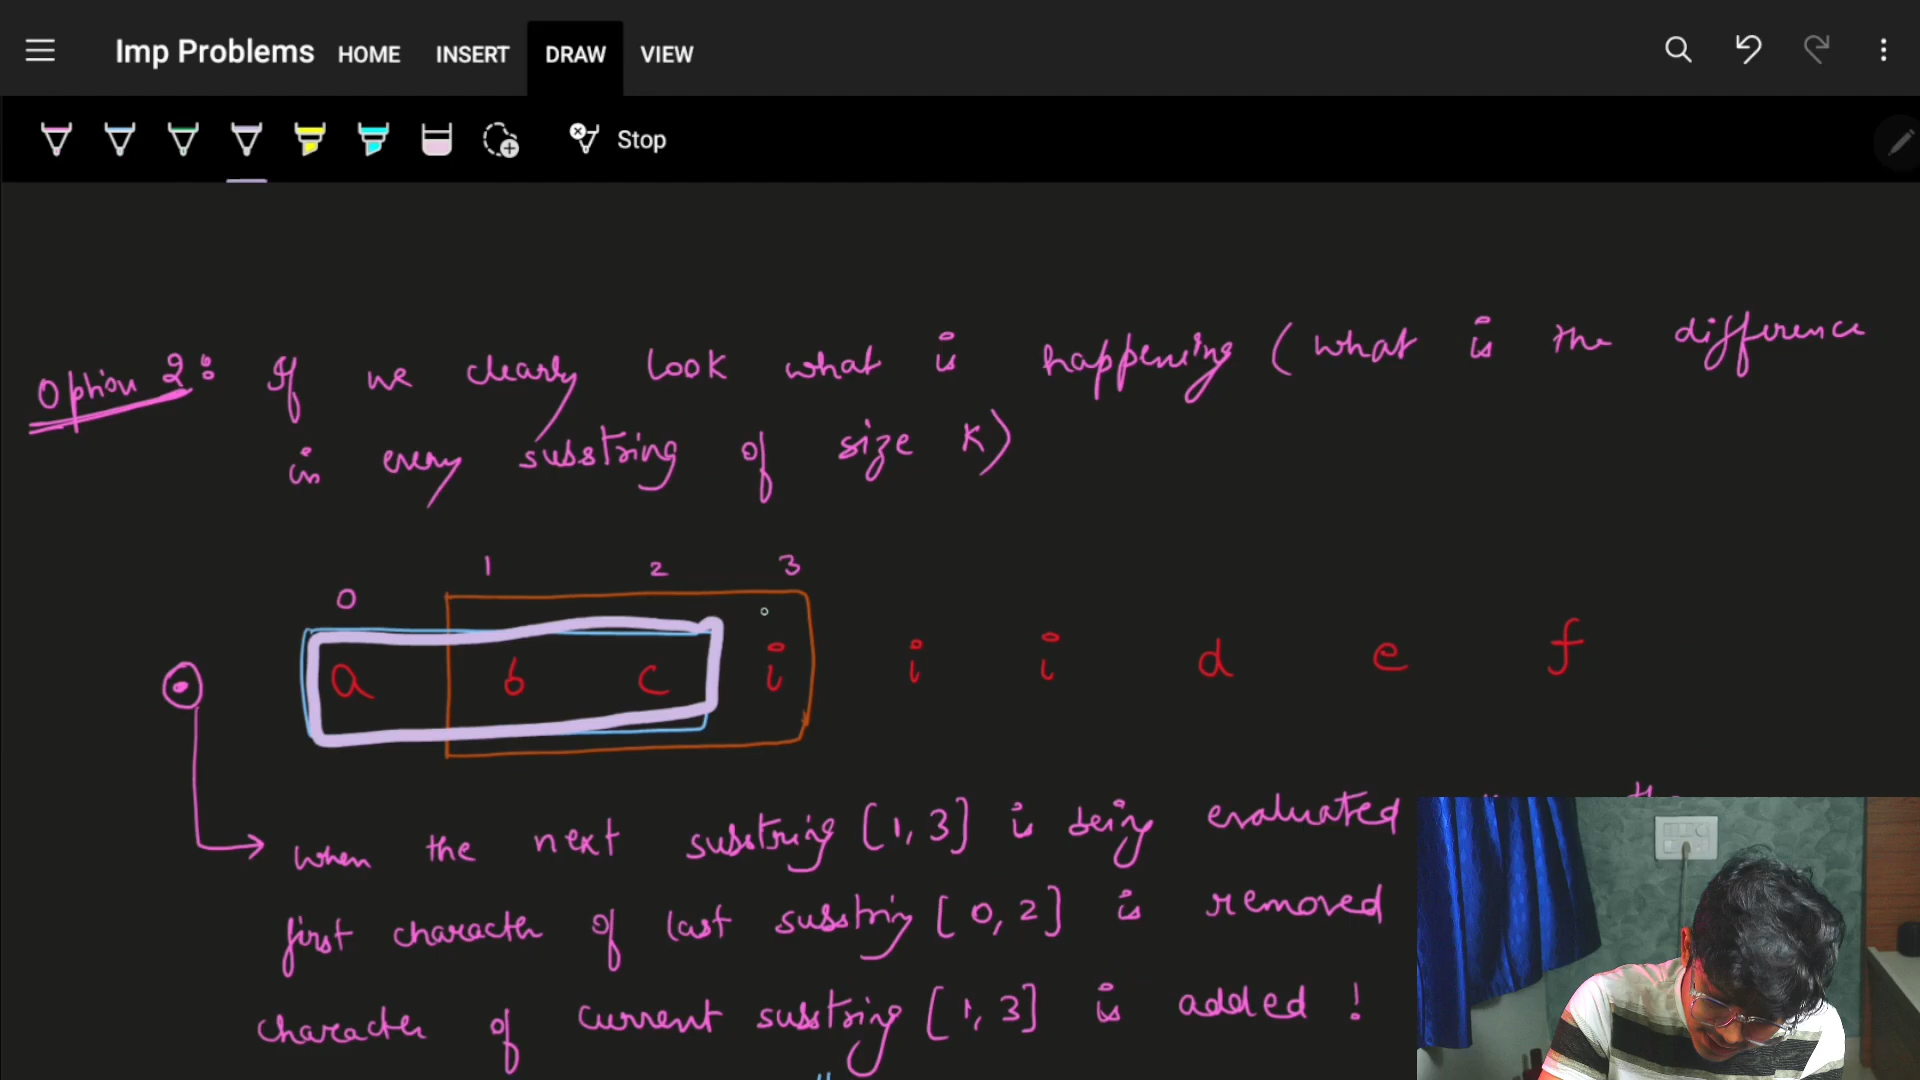 Imp Problems HOME INSERT DRAW VIEW
Stop
Option 2: If we clearly look what is happening (what is the difference
in every substring of size K)
0 1 2 3
a b c i i i d e f
when the next substring [1, 3] is being evaluated the
first character of last substring [0, 2] is removed
character of current substring [1, 3] is added !